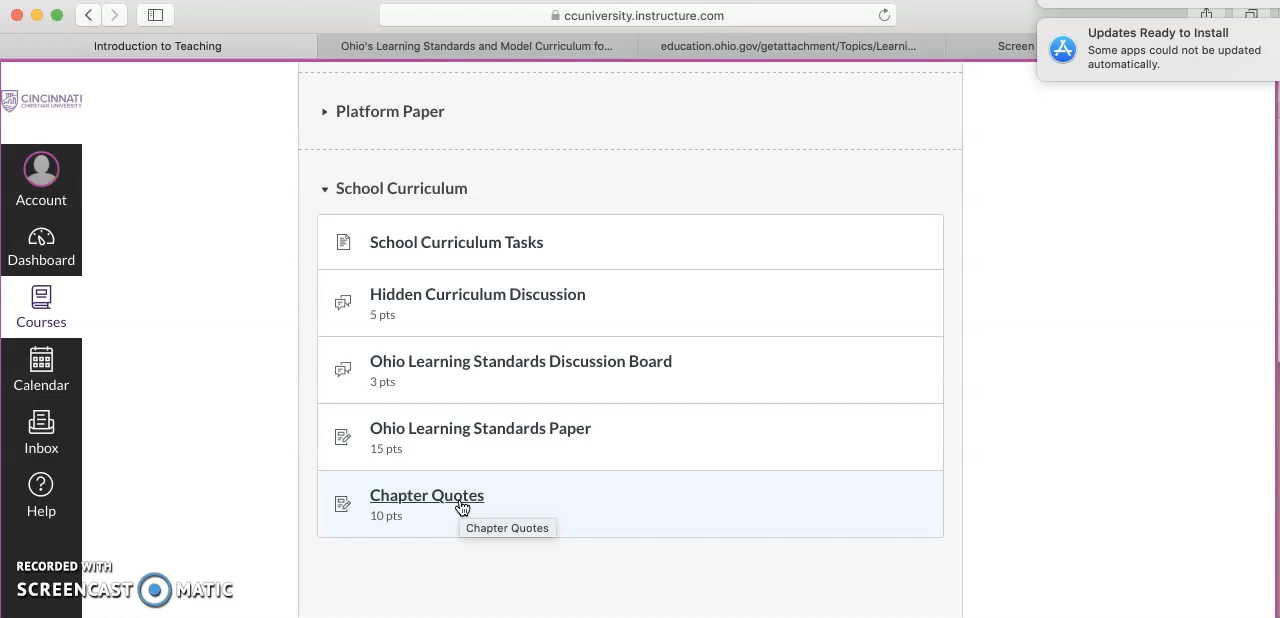 ccuniversity.instructure.com
Updates Ready to Install
Some apps could not be updated
automatically.
Introduction to Teaching
Ohio's Learning Standards and Model Curriculum fo...
education.ohio.gov/getattachment/Topics/Learni...
Screen
CINCINNATI
CHRISTIAN UNIVERSITY
Account
Dashboard
Courses
Calendar
Inbox
Help
Platform Paper
School Curriculum
School Curriculum Tasks
Hidden Curriculum Discussion
5 pts
Ohio Learning Standards Discussion Board
3 pts
Ohio Learning Standards Paper
15 pts
Chapter Quotes
10 pts
Chapter Quotes
RECORDED WITH
SCREENCAST MATIC